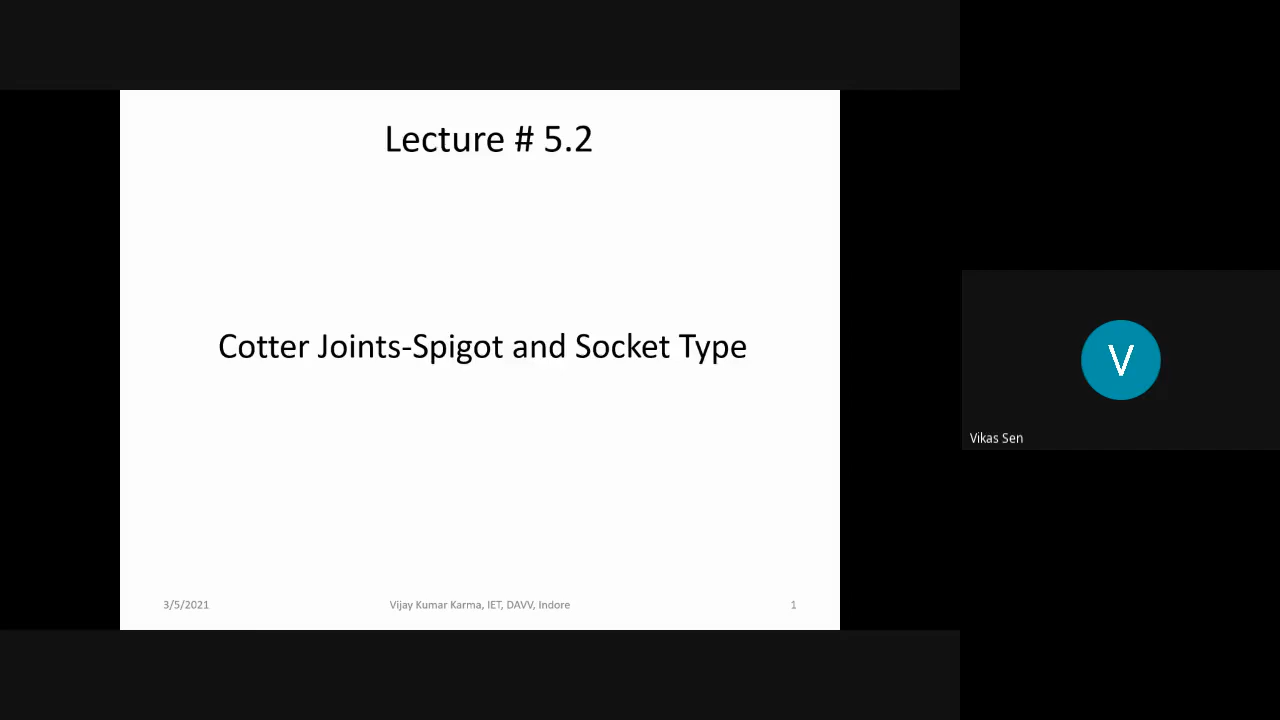 Lecture # 5.2
Cotter Joints-Spigot and Socket Type
V
Vikas Sen
3/5/2021
Vijay Kumar Karma, IET, DAVV, Indore
1